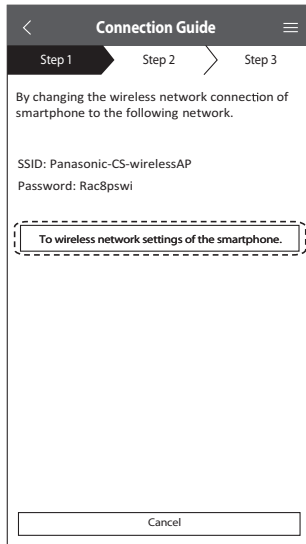 Connection Guide
Step 1
Step 2
Step 3
By changing the wireless network connection of
smartphone to the following network.
SSID: Panasonic-CS-wirelessAP
Password: Rac8pswi
To wireless network settings of the smartphone.
Cancel